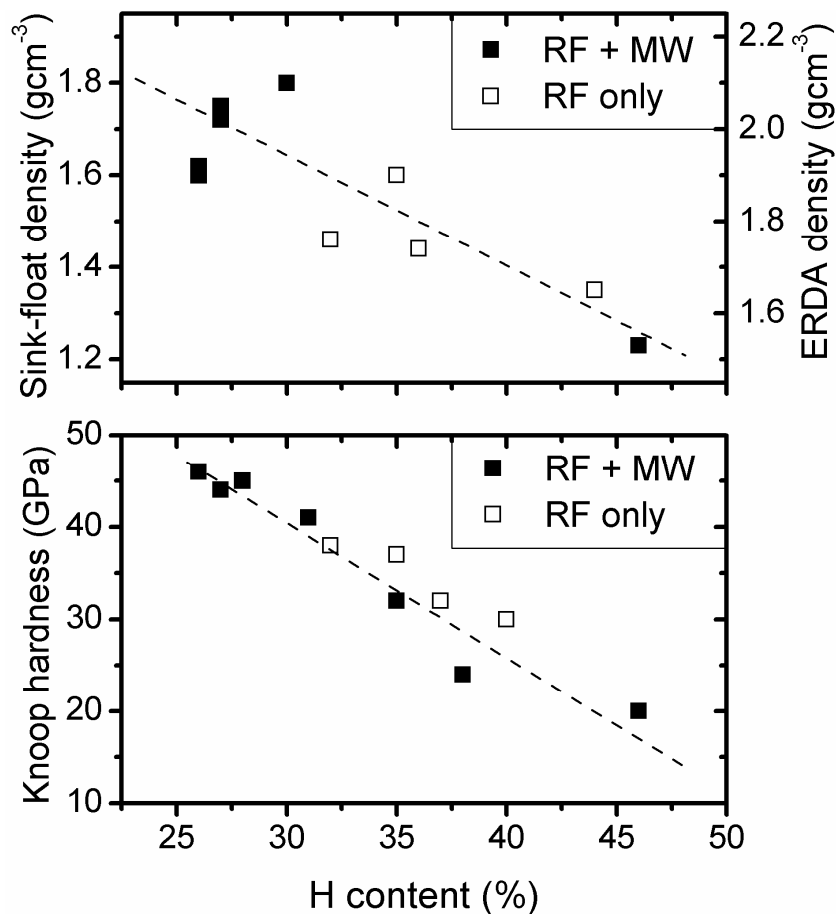 RF + MW
RF only
Sink-float density (gcm⁻³)
1.8
1.6
1.4
1.2
2.2
2.0
1.8
1.6
ERDA density (gcm⁻³)
RF + MW
RF only
Knoop hardness (GPa)
50
40
30
20
10
25 30 35 40 45 50
H content (%)